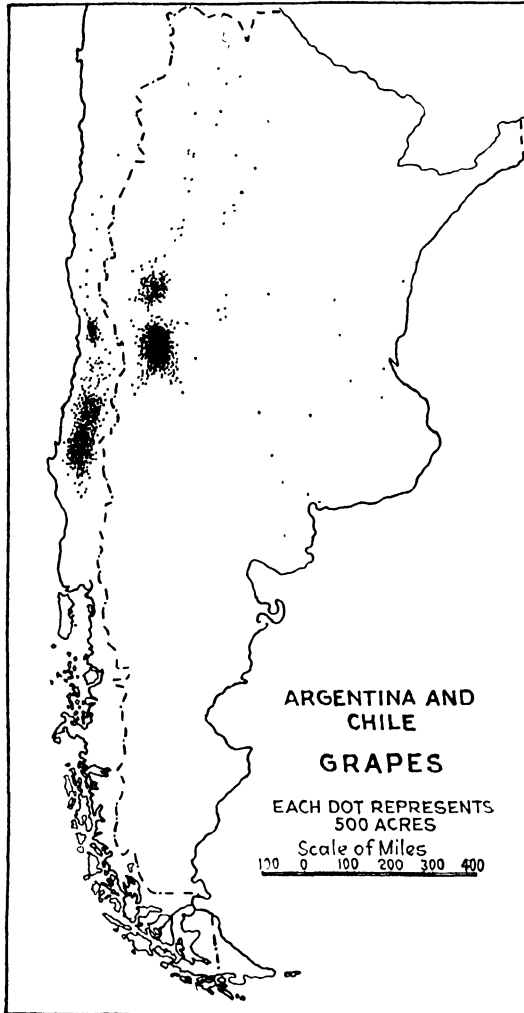 ARGENTINA AND
CHILE
GRAPES
EACH DOT REPRESENTS
500 ACRES
Scale of Miles
100 0 100 200 300 400